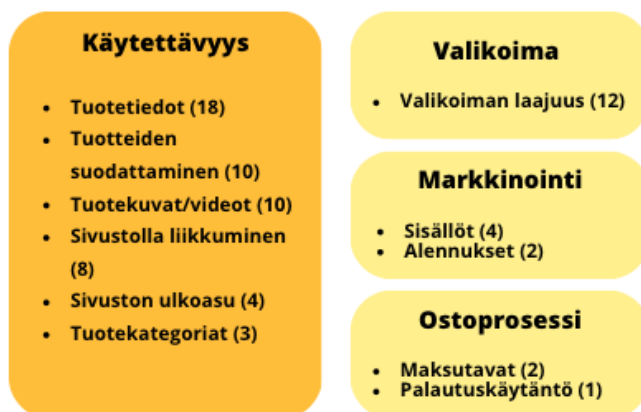 Käytettävyys
• Tuotetiedot (18)
• Tuotteiden
suodattaminen (10)
• Tuotekuvat/videot (10)
• Sivustolla liikkuminen
(8)
• Sivuston ulkoasu (4)
• Tuotekategoriat (3)
Valikoima
• Valikoiman laajuus (12)
Markkinointi
• Sisällöt (4)
• Alennukset (2)
Ostoprosessi
• Maksutavat (2)
• Palautuskäytäntö (1)